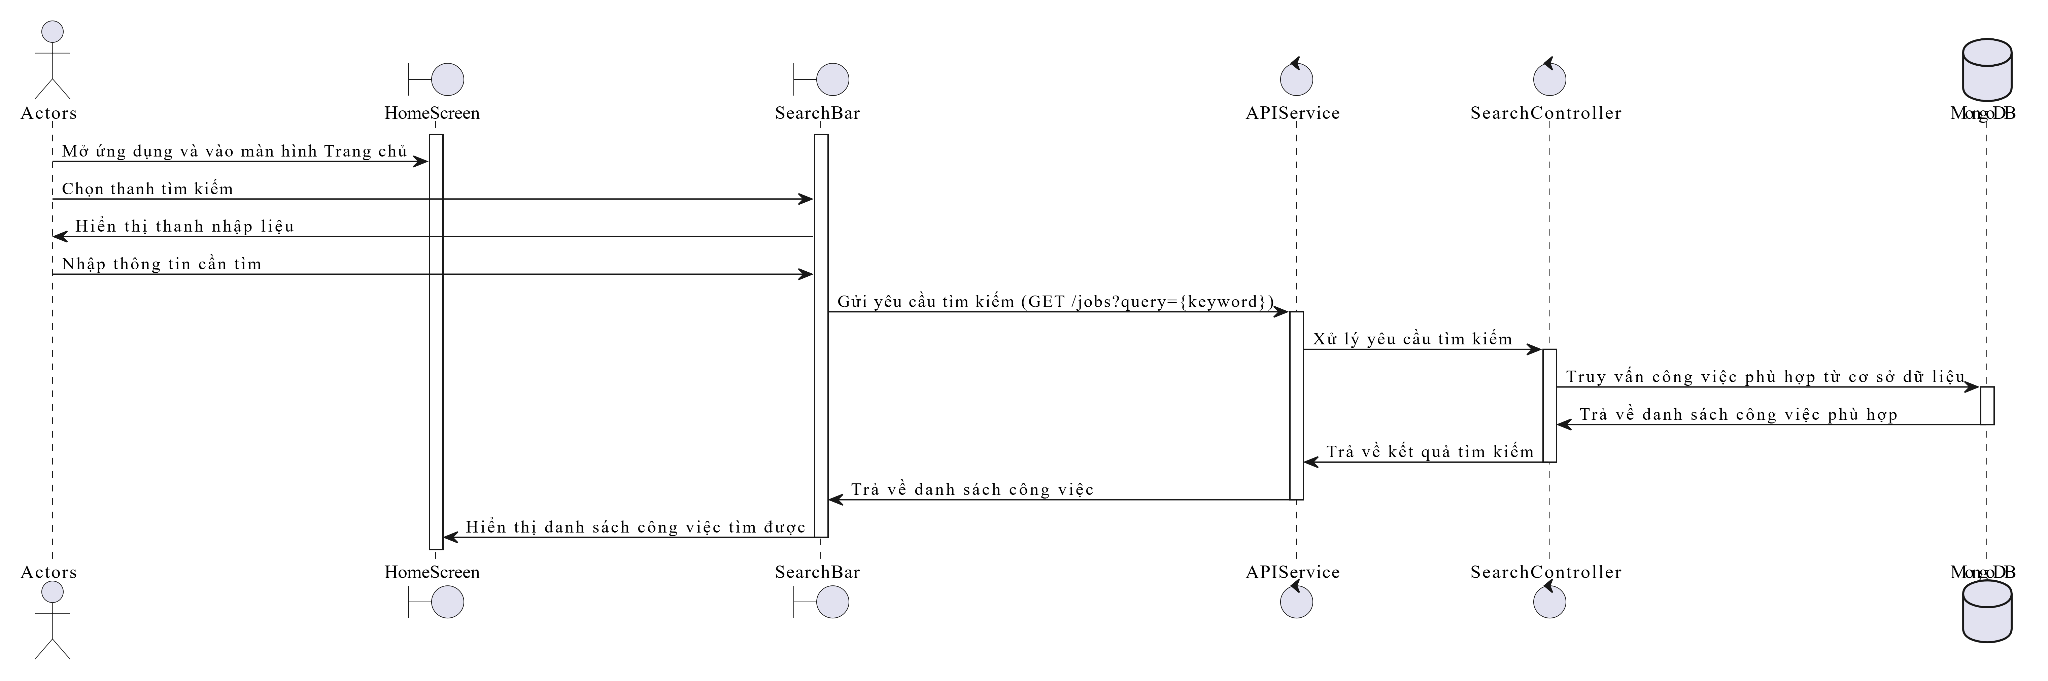 Actors
HomeScreen
SearchBar
APIService
SearchController
MongoDB
Mở ứng dụng và vào màn hình Trang chủ
Chọn thanh tìm kiếm
Hiển thị thanh nhập liệu
Nhập thông tin cần tìm
Gửi yêu cầu tìm kiếm (GET /jobs?query={keyword})
Xử lý yêu cầu tìm kiếm
Truy vấn công việc phù hợp từ cơ sở dữ liệu
Trả về danh sách công việc phù hợp
Trả về kết quả tìm kiếm
Trả về danh sách công việc
Hiển thị danh sách công việc tìm được
Actors
HomeScreen
SearchBar
APIService
SearchController
MongoDB